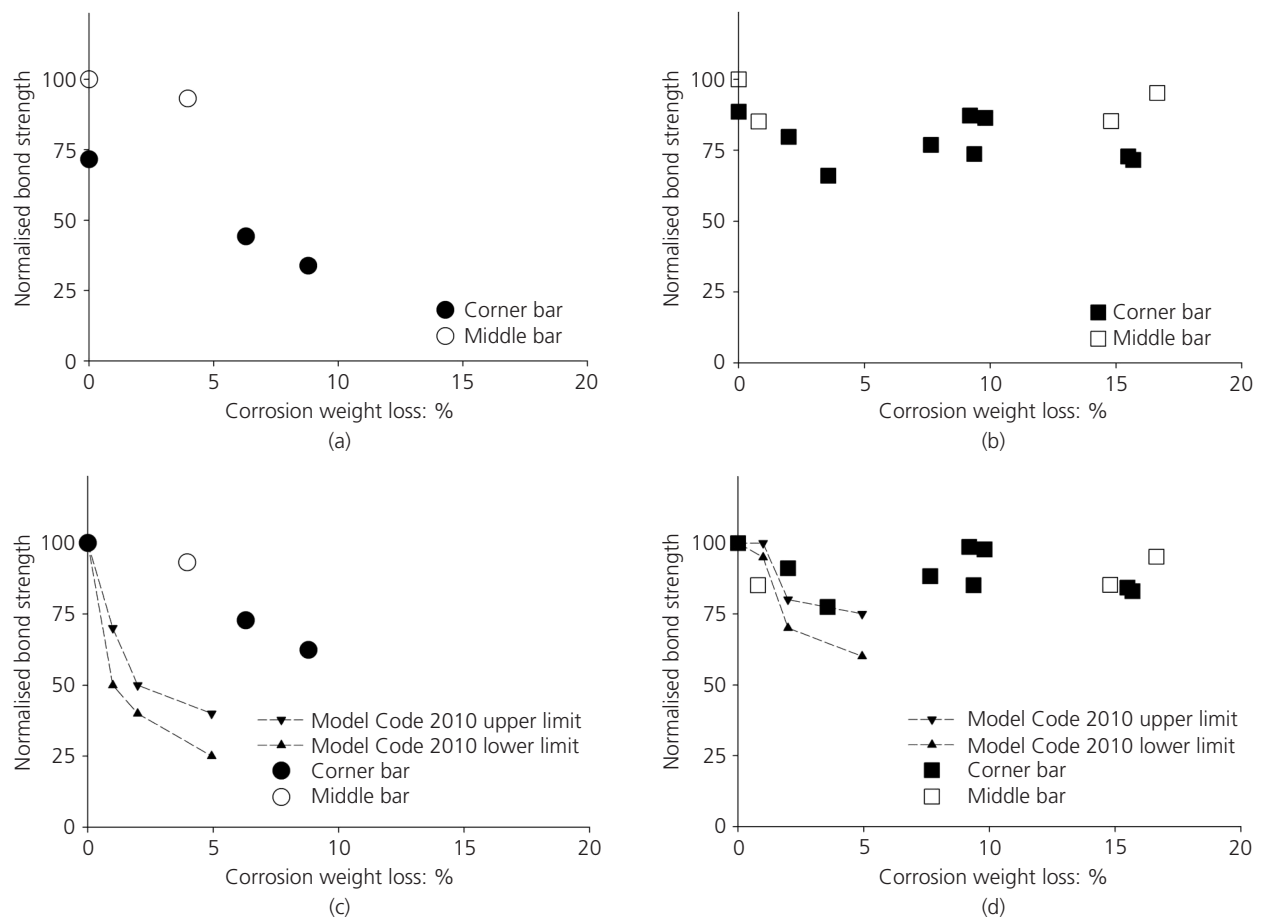 Normalised bond strength
100
75
50
25
0
0 5 10 15 20
Corner bar
Middle bar
Corrosion weight loss: %
(a)
Normalised bond strength
100
75
50
25
0
0 5 10 15 20
Corner bar
Middle bar
Corrosion weight loss: %
(b)
Normalised bond strength
100
75
50
25
0
0 5 10 15 20
Model Code 2010 upper limit
Model Code 2010 lower limit
Corner bar
Middle bar
Corrosion weight loss: %
(c)
Normalised bond strength
100
75
50
25
0
0 5 10 15 20
Model Code 2010 upper limit
Model Code 2010 lower limit
Corner bar
Middle bar
Corrosion weight loss: %
(d)